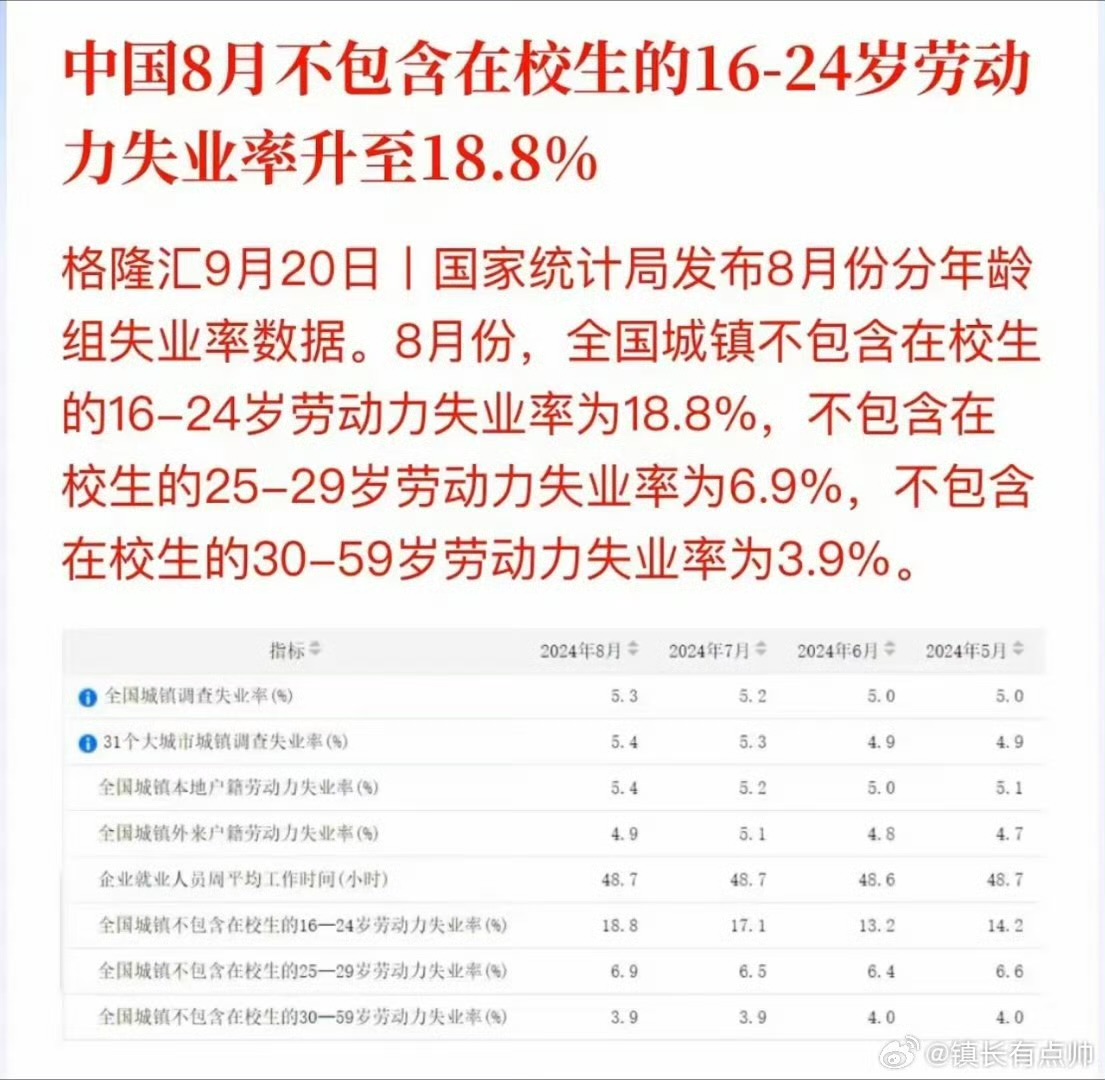 中国8月不包含在校生的16-24岁劳动
力失业率升至18.8%
格隆汇9月20日丨国家统计局发布8月份分年龄
组失业率数据。8月份，全国城镇不包含在校生
的16-24岁劳动力失业率为18.8%，不包含在
校生的25-29岁劳动力失业率为6.9%，不包含
在校生的30-59岁劳动力失业率为3.9%。
指标 2024年8月 2024年7月 2024年6月 2024年5月
全国城镇调查失业率(%) 5.3 5.2 5.0 5.0
31个大城市城镇调查失业率(%) 5.4 5.3 4.9 4.9
全国城镇本地户籍劳动力失业率(%) 5.4 5.2 5.0 5.1
全国城镇外来户籍劳动力失业率(%) 4.9 5.1 4.8 4.7
企业就业人员周平均工作时间(小时) 48.7 48.7 48.6 48.7
全国城镇不包含在校生的16—24岁劳动力失业率(%) 18.8 17.1 13.2 14.2
全国城镇不包含在校生的25—29岁劳动力失业率(%) 6.9 6.5 6.4 6.6
全国城镇不包含在校生的30—59岁劳动力失业率(%) 3.9 3.9 4.0 4.0
@镇长有点帅